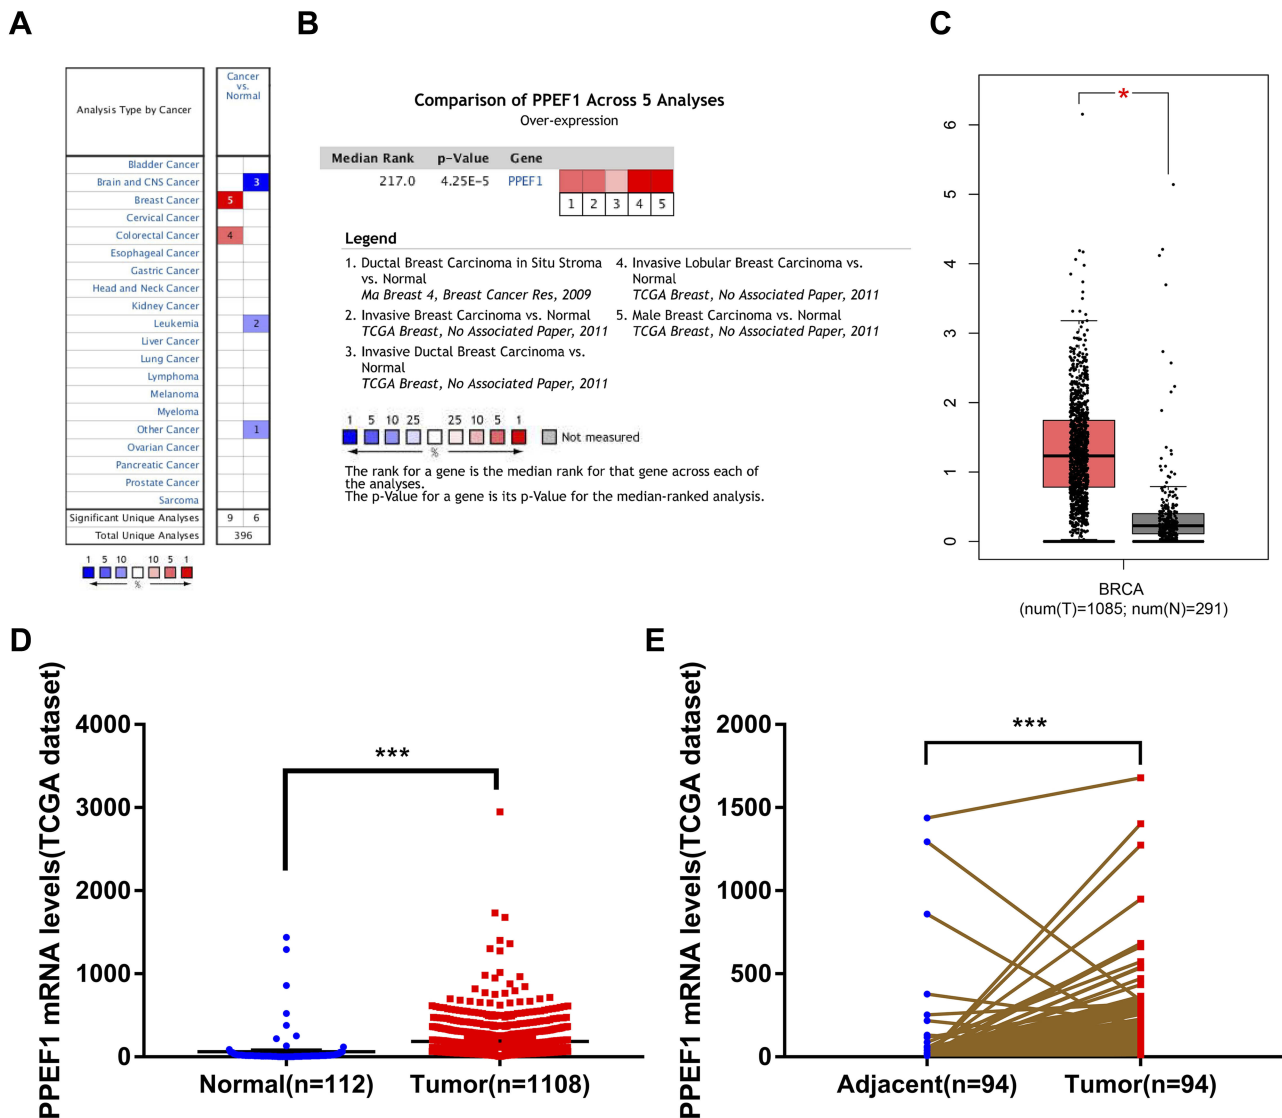 A
Analysis Type by Cancer
Cancer
vs.
Normal
Bladder Cancer
Brain and CNS Cancer 3
Breast Cancer 5
Cervical Cancer
Colorectal Cancer 4
Esophageal Cancer
Gastric Cancer
Head and Neck Cancer
Kidney Cancer
Leukemia 2
Liver Cancer
Lung Cancer
Lymphoma
Melanoma
Myeloma
Other Cancer 1
Ovarian Cancer
Pancreatic Cancer
Prostate Cancer
Sarcoma
Significant Unique Analyses 9 6
Total Unique Analyses 396
1 5 10 10 5 1
%
B
Comparison of PPEF1 Across 5 Analyses
Over-expression
Median Rank p-Value Gene
217.0 4.25E-5 PPEF1
1 2 3 4 5
Legend
1. Ductal Breast Carcinoma in Situ Stroma
vs. Normal
Ma Breast 4, Breast Cancer Res, 2009
2. Invasive Breast Carcinoma vs. Normal
TCGA Breast, No Associated Paper, 2011
3. Invasive Ductal Breast Carcinoma vs.
Normal
TCGA Breast, No Associated Paper, 2011
4. Invasive Lobular Breast Carcinoma vs.
Normal
TCGA Breast, No Associated Paper, 2011
5. Male Breast Carcinoma vs. Normal
TCGA Breast, No Associated Paper, 2011
1 5 10 25 25 10 5 1
%
Not measured
The rank for a gene is the median rank for that gene across each of
the analyses.
The p-Value for a gene is its p-Value for the median-ranked analysis.
C
*
6
5
4
3
2
1
0
BRCA
(num(T)=1085; num(N)=291)
D
PPEF1 mRNA levels(TCGA dataset)
4000
3000
2000
1000
0
***
Normal(n=112) Tumor(n=1108)
E
PPEF1 mRNA levels(TCGA dataset)
2000
1500
1000
500
0
***
Adjacent(n=94) Tumor(n=94)